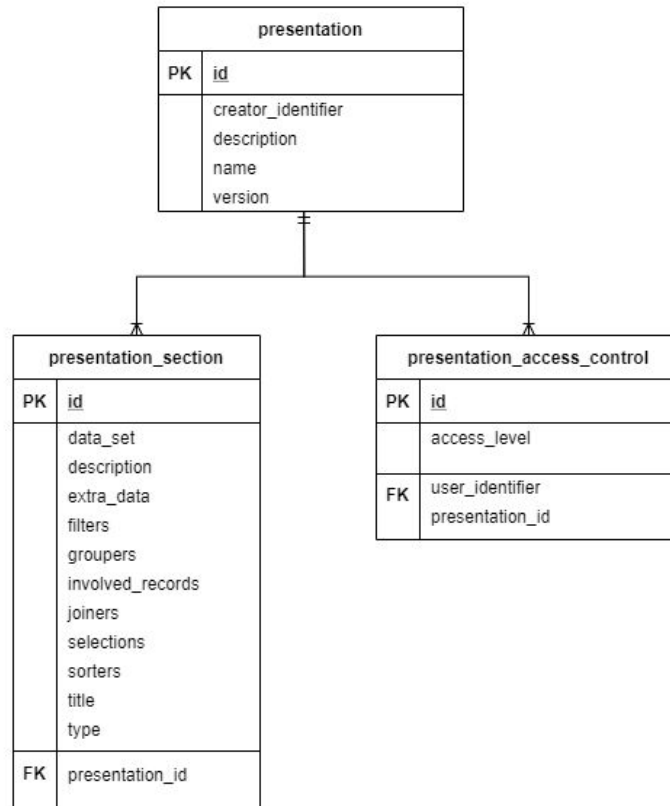 presentation
PK id
creator_identifier
description
name
version
presentation_section
PK id
data_set
description
extra_data
filters
groupers
involved_records
joiners
selections
sorters
title
type
FK presentation_id
presentation_access_control
PK id
access_level
FK user_identifier
presentation_id